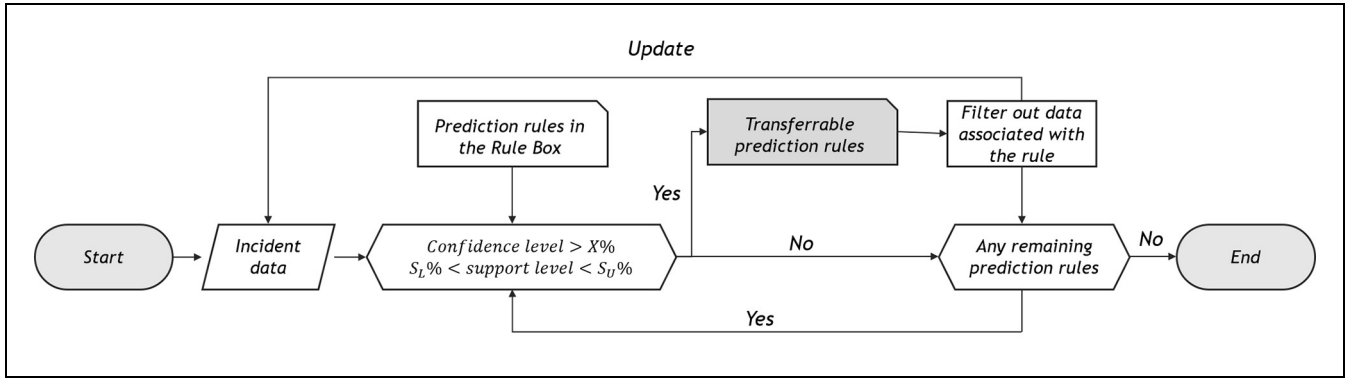 Update
Prediction rules in
the Rule Box
Transferrable
prediction rules
Filter out data
associated with
the rule
Yes
Start
Incident
data
Confidence level > X%
S_L% < support level < S_U%
No
Any remaining
prediction rules
No
End
Yes